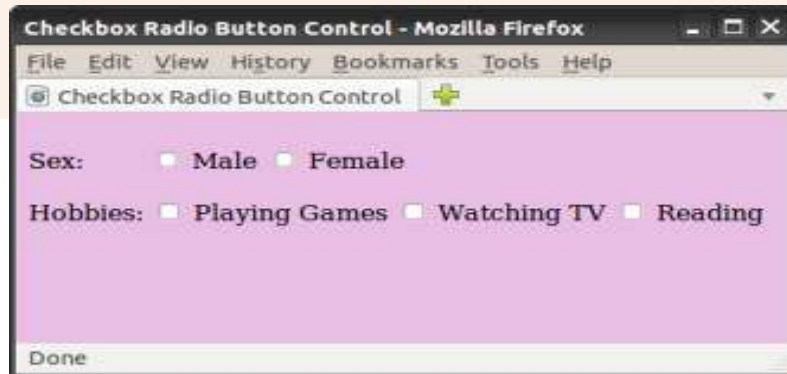 Checkbox Radio Button Control - Mozilla Firefox
File Edit View History Bookmarks Tools Help
Checkbox Radio Button Control
Sex: Male Female
Hobbies: Playing Games Watching TV Reading
Done